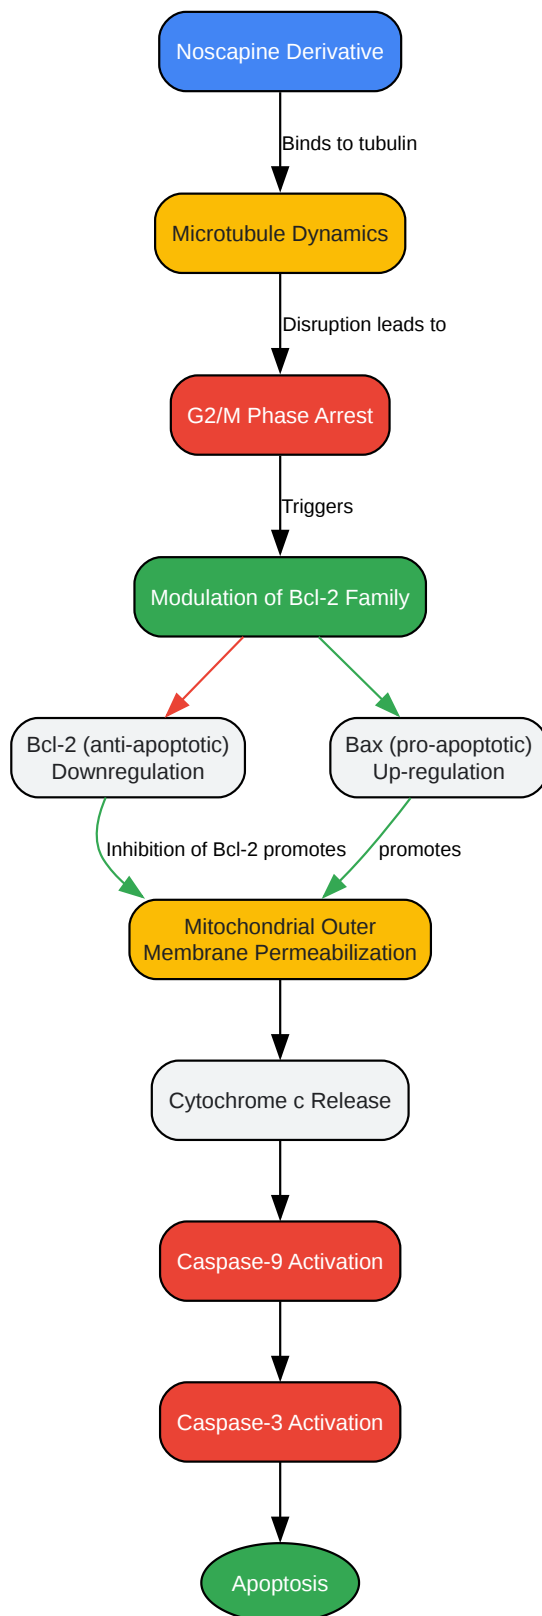 Noscapine Derivative
Binds to tubulin
Microtubule Dynamics
Disruption leads to
G2/M Phase Arrest
Triggers
Modulation of Bcl-2 Family
Bcl-2 (anti-apoptotic)
Downregulation
Bax (pro-apoptotic)
Up-regulation
Inhibition of Bcl-2 promotes
promotes
Mitochondrial Outer
Membrane Permeabilization
Cytochrome c Release
Caspase-9 Activation
Caspase-3 Activation
Apoptosis